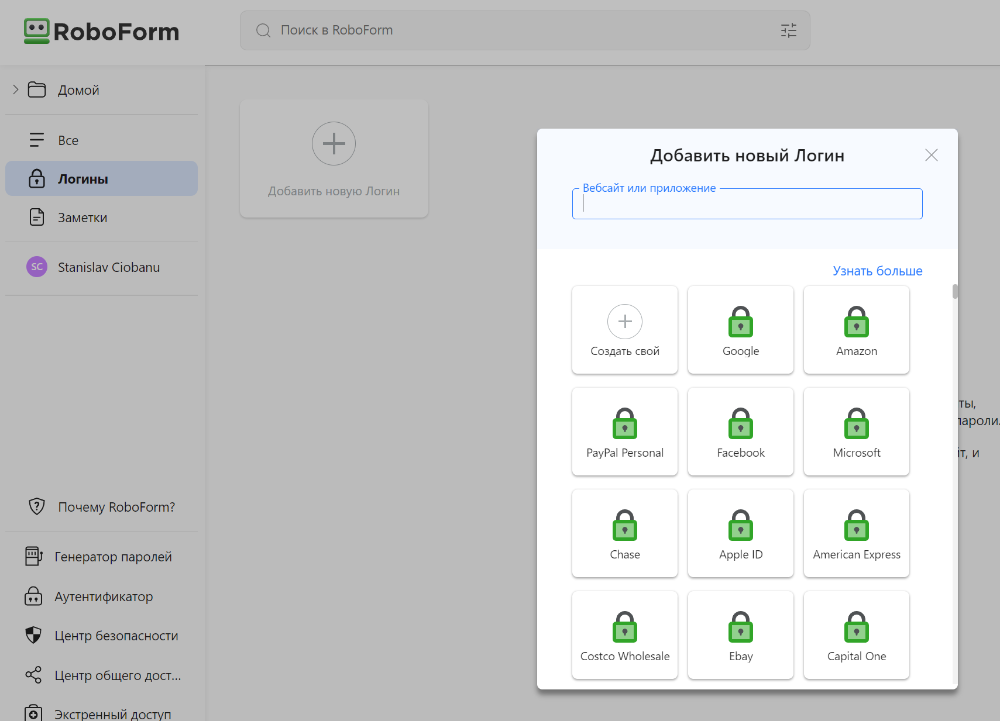 RoboForm
Поиск в RoboForm
Домой
Все
Логины
Заметки
SC
Stanislav Ciobanu
Почему RoboForm?
Генератор паролей
Аутентификатор
Центр безопасности
Центр общего дост...
Экстренный доступ
Добавить новую Логин
Добавить новый Логин
Вебсайт или приложение
Узнать больше
Создать свой
Google
Amazon
PayPal Personal
Facebook
Microsoft
Chase
Apple ID
American Express
Costco Wholesale
Ebay
Capital One
ты,
пароли.
йт, и